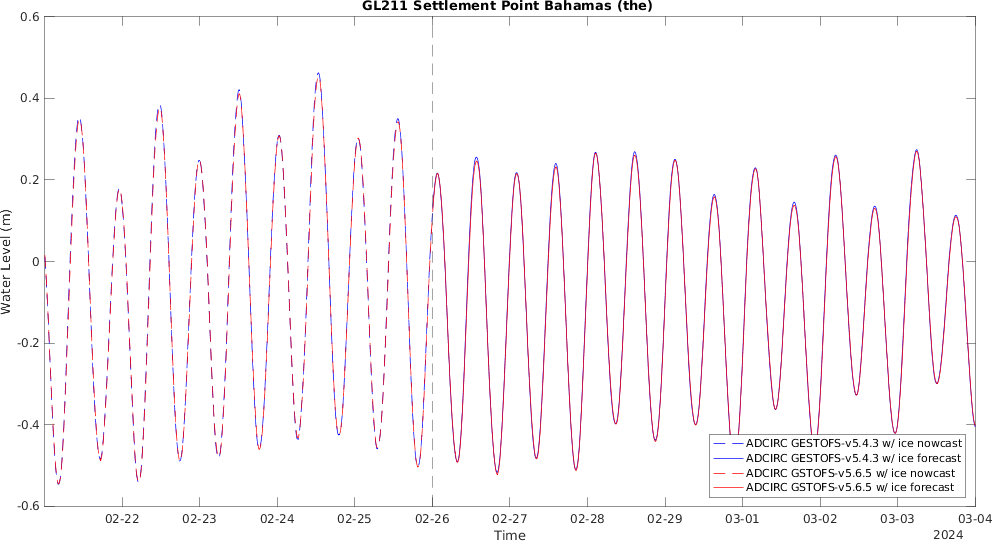 GL211 Settlement Point Bahamas (the)
0.6
0.4
0.2
0
-0.2
-0.4
-0.6
Water Level (m)
02-22
02-23
02-24
02-25
02-26
02-27
02-28
02-29
03-01
03-02
03-03
03-04
Time
2024
ADCIRC GESTOFS-v5.4.3 w/ ice nowcast
ADCIRC GESTOFS-v5.4.3 w/ ice forecast
ADCIRC GSTOFS-v5.6.5 w/ ice nowcast
ADCIRC GSTOFS-v5.6.5 w/ ice forecast